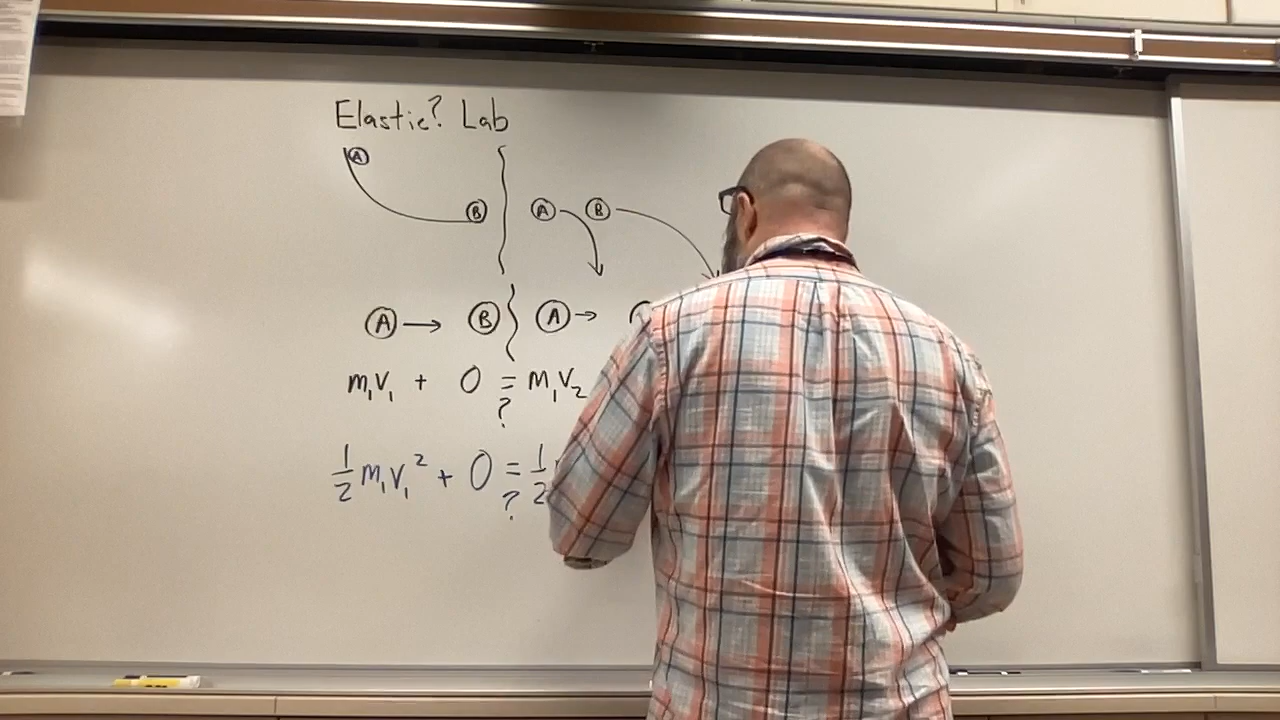 Elastic? Lab
A
B
A
B
A → B
A →
m₁v₁ + 0 =? m₁v₂
½ m₁v₁² + 0 =? ½